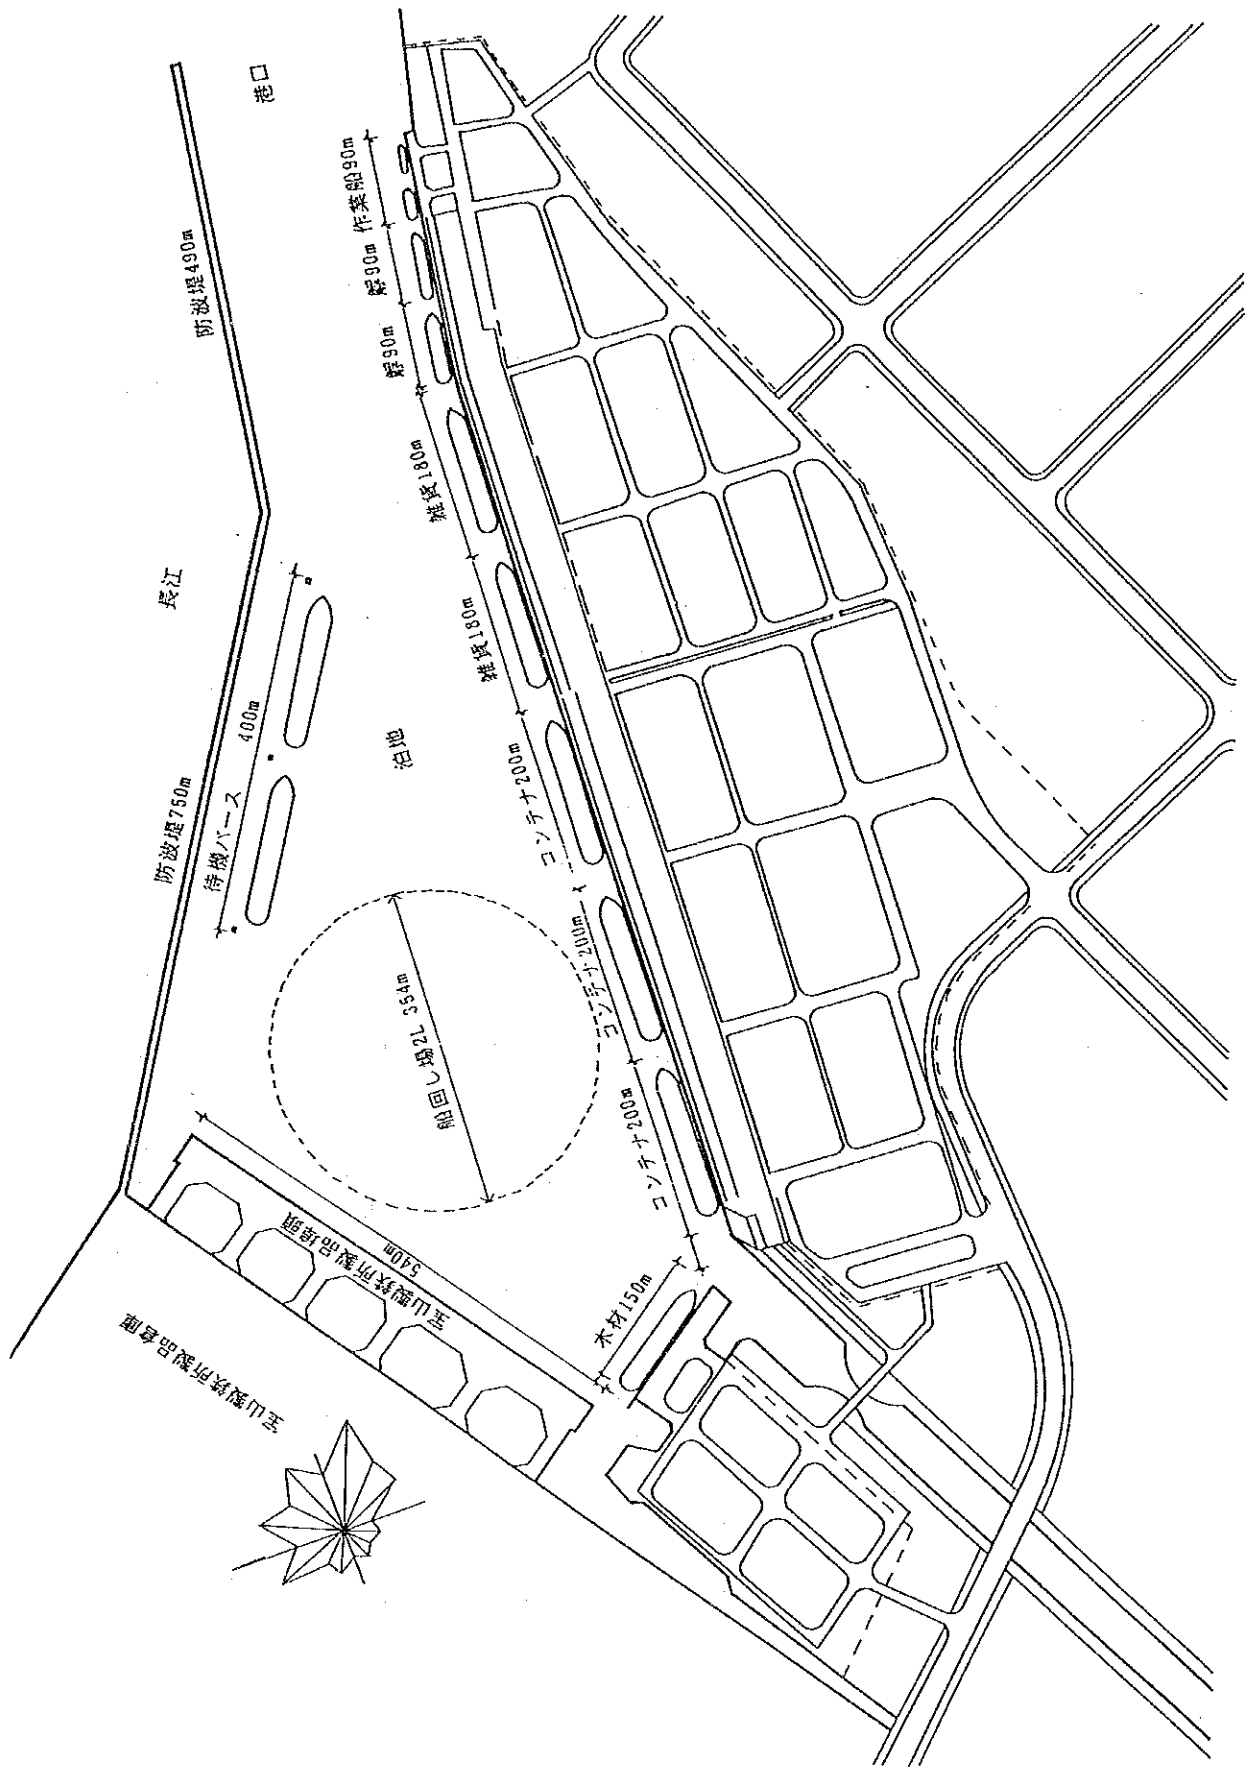 港口
防波堤490m
作業船90m
艀90m
艀90m
雑貨180m
長江
雑貨180m
400m
待機バース
防波堤750m
泊地
コンテナ200m
コンテナ200m
船回し場2L 354m
コンテナ200m
540m
宝山製鉄所製品埠頭
木材150m
宝山製鉄所製品倉庫